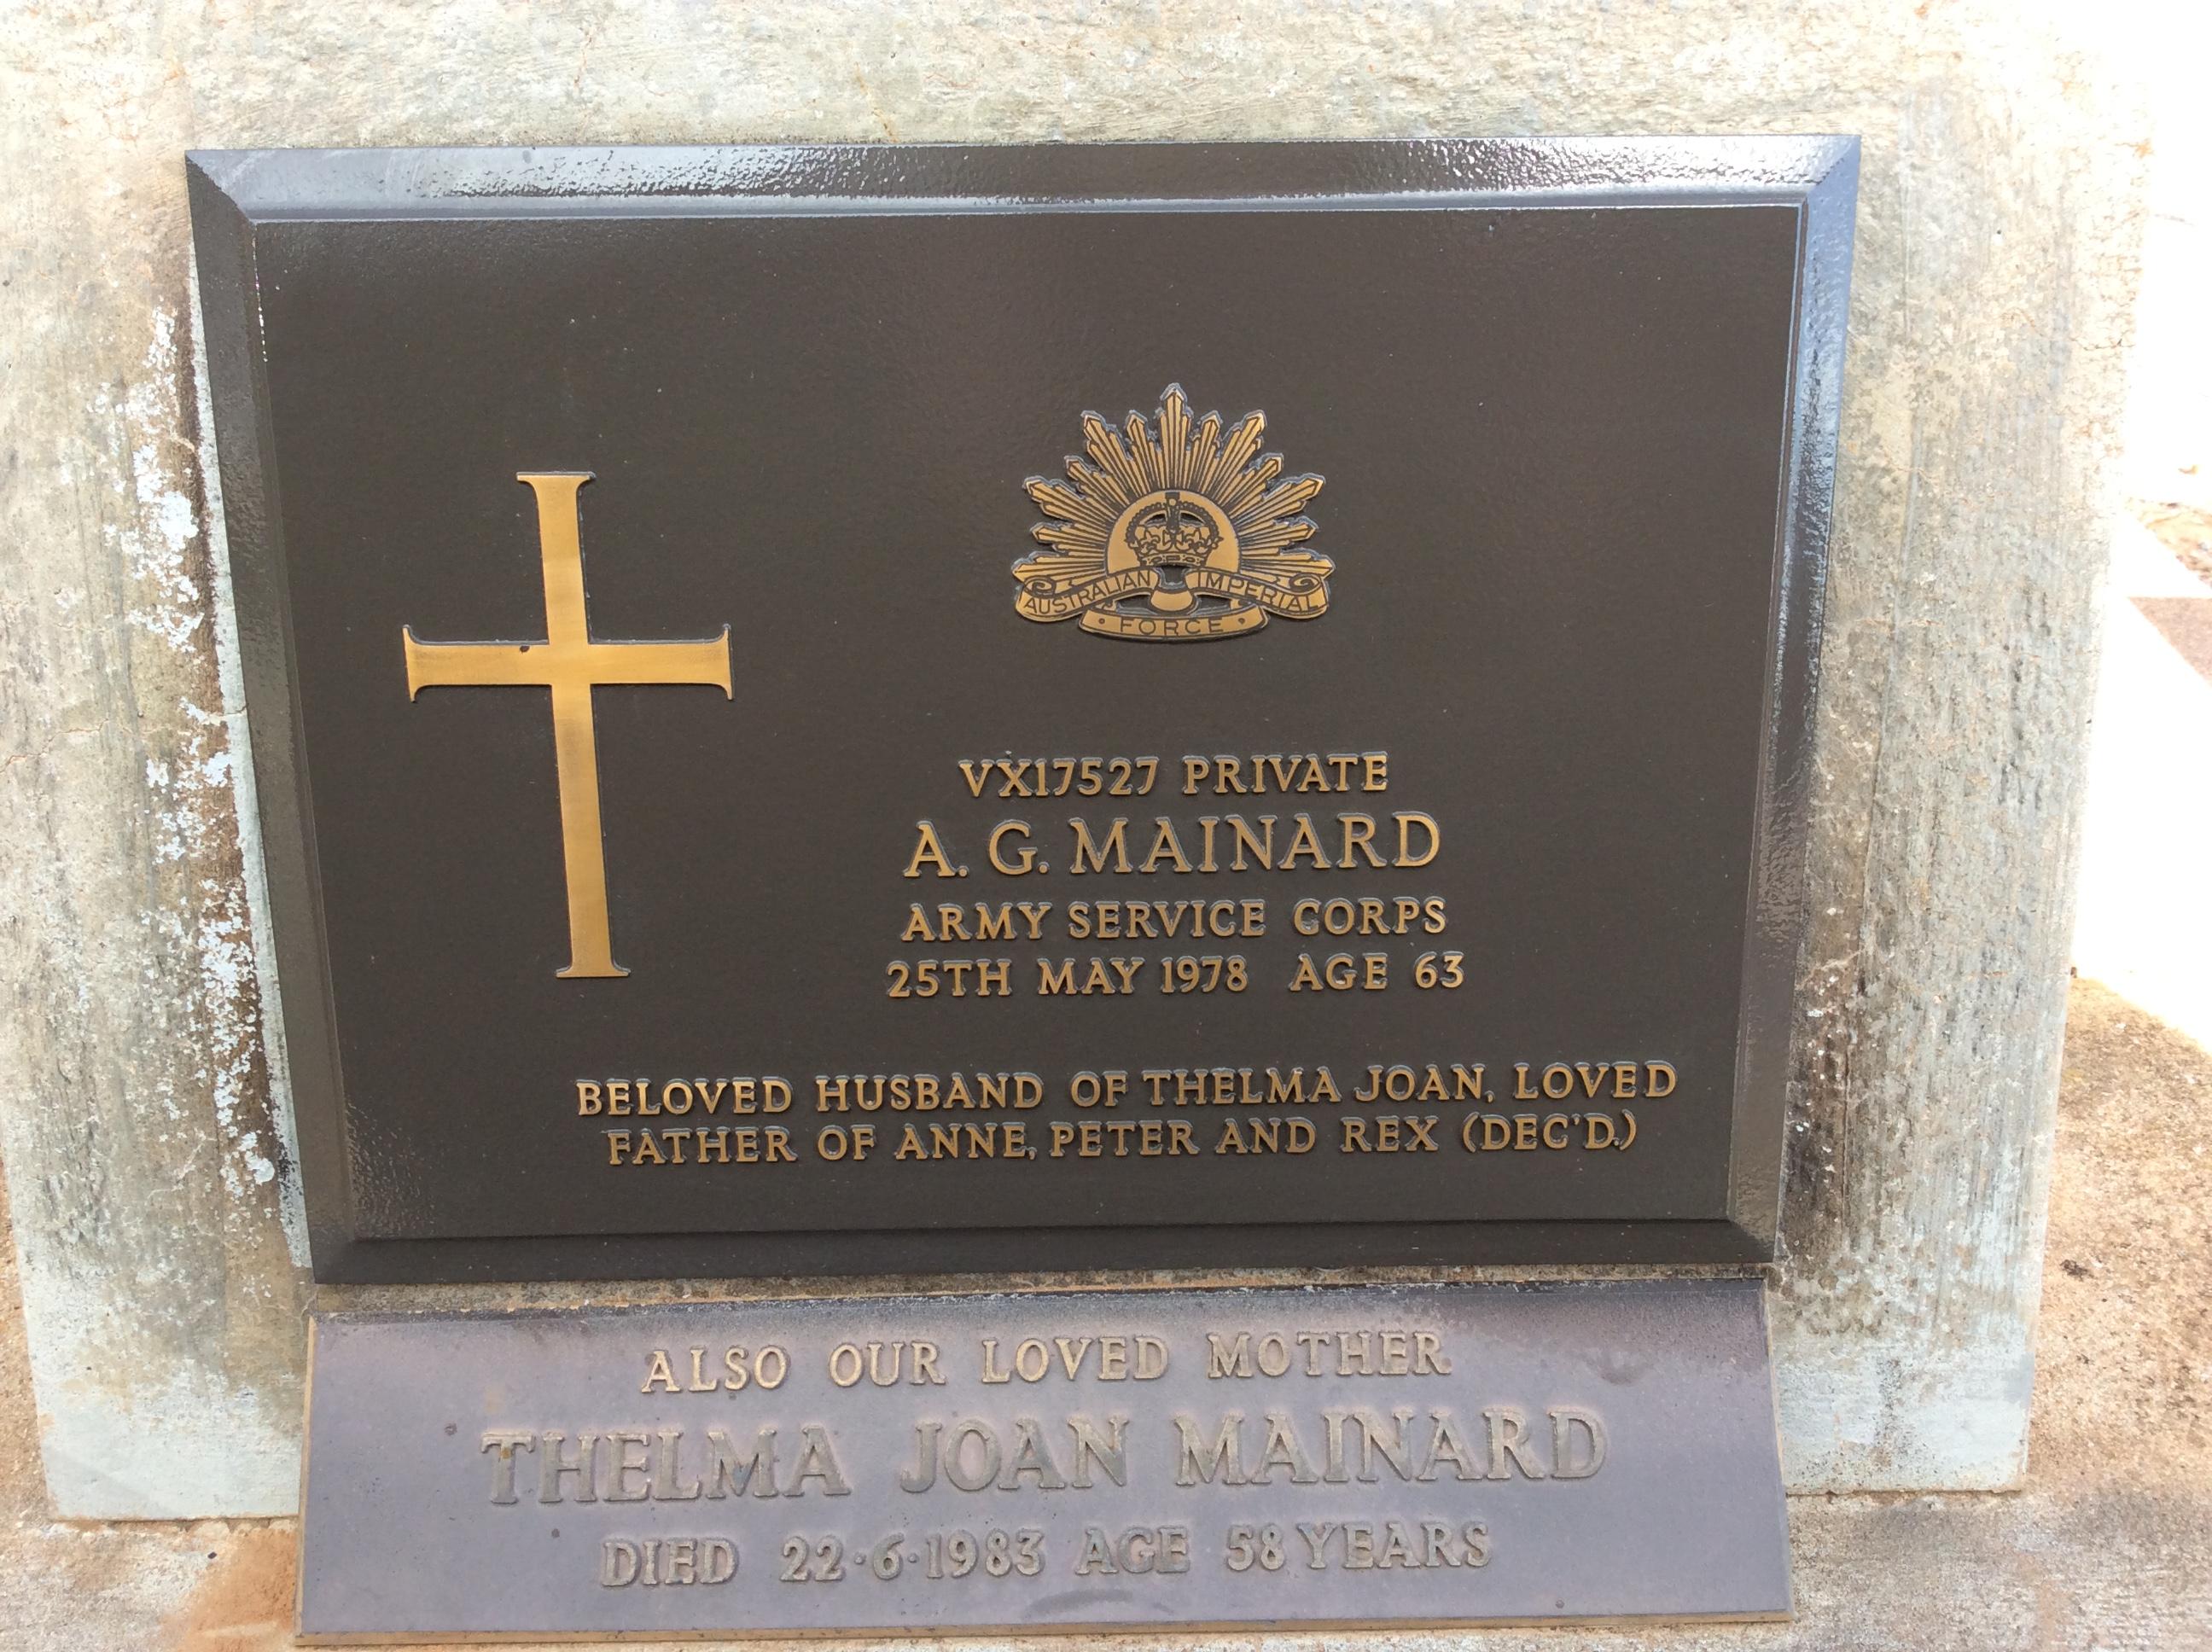 AUSTRALIAN IMPERIAL
FORCE
VX17527 PRIVATE
A. G. MAINARD
ARMY SERVICE CORPS
25TH MAY 1978 AGE 63
BELOVED HUSBAND OF THELMA JOAN, LOVED
FATHER OF ANNE, PETER AND REX (DEC'D.)
ALSO OUR LOVED MOTHER
THELMA JOAN MAINARD
DIED 22·6·1983 AGE 58 YEARS